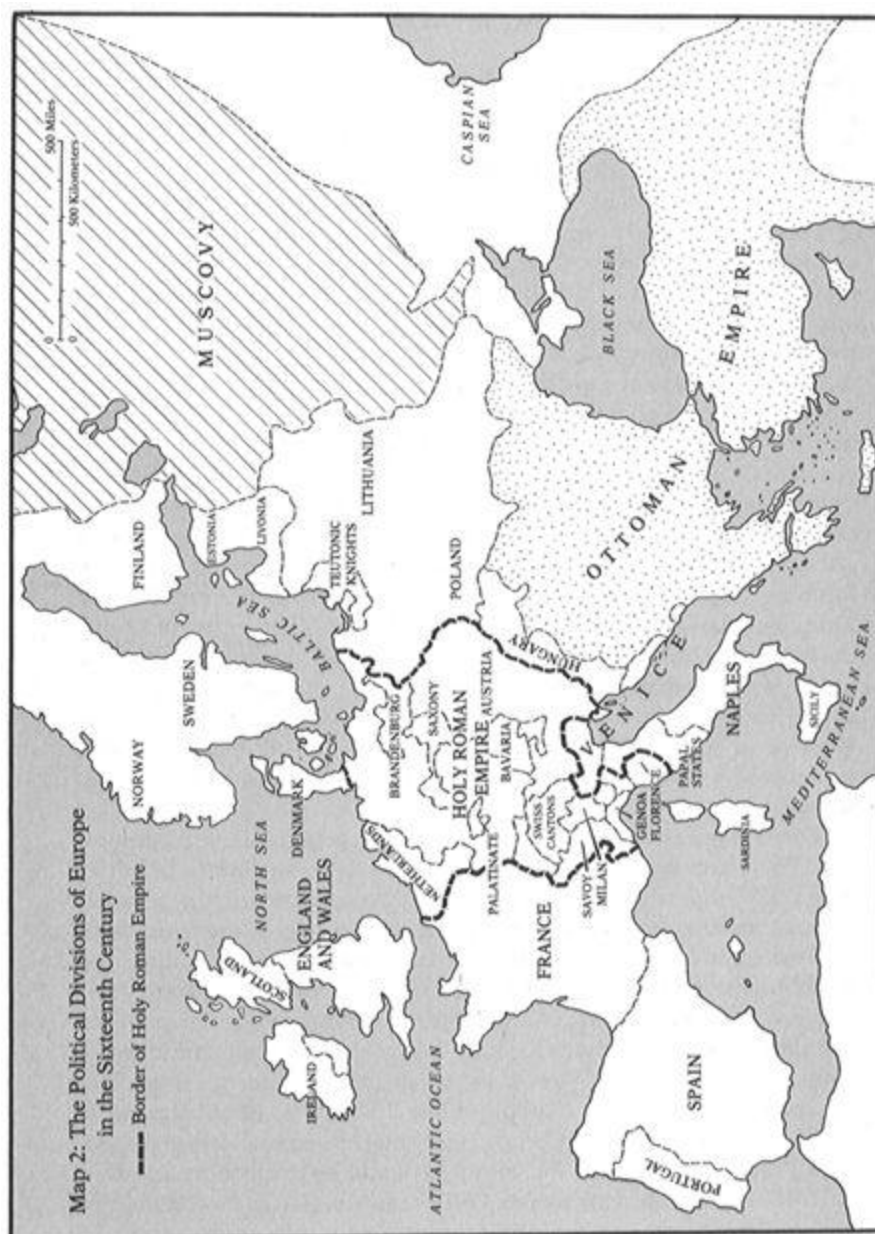 Map 2: The Political Divisions of Europe
in the Sixteenth Century
Border of Holy Roman Empire
0 500 Miles
0 500 Kilometers
NORWAY
SWEDEN
FINLAND
ESTONIA
LIVONIA
MUSCOVY
BALTIC SEA
NORTH SEA
SCOTLAND
IRELAND
ENGLAND
AND WALES
DENMARK
TEUTONIC
KNIGHTS
LITHUANIA
NETHERLANDS
BRANDENBURG
SAXONY
POLAND
ATLANTIC OCEAN
PALATINATE
HOLY ROMAN
EMPIRE
AUSTRIA
BAVARIA
CASPIAN
SEA
FRANCE
SWISS
CANTONS
HUNGARY
SAVOY
MILAN
VENICE
OTTOMAN
EMPIRE
BLACK SEA
GENOA
FLORENCE
PAPAL
STATES
PORTUGAL
SPAIN
SARDINIA
NAPLES
SICILY
MEDITERRANEAN SEA